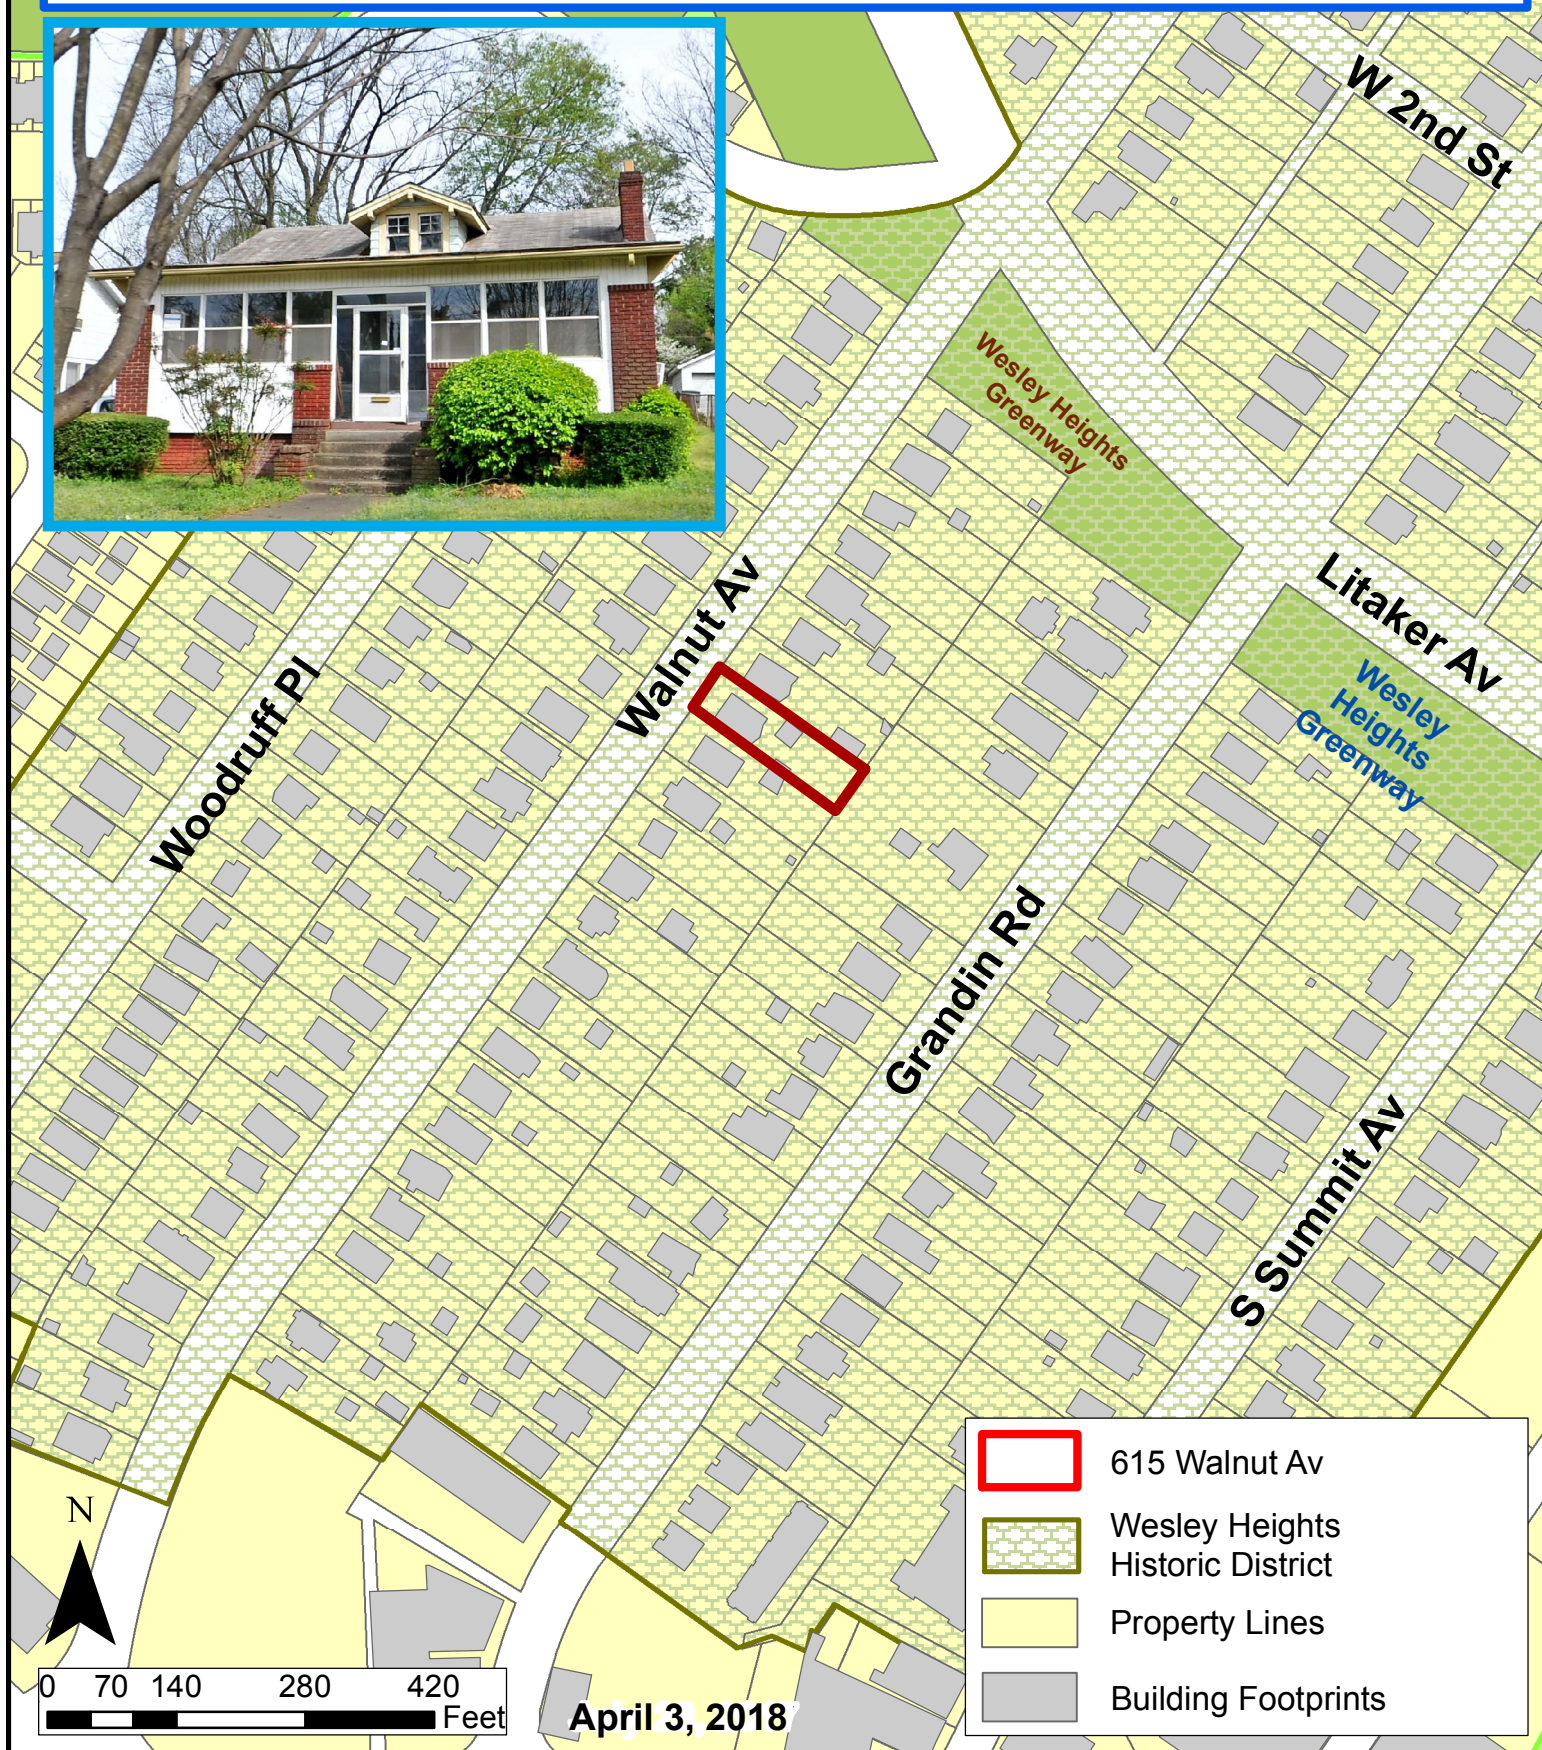 W 2nd St
Wesley Heights
Greenway
Litaker Av
Wesley
Heights
Greenway
Walnut Av
Woodruff Pl
Grandin Rd
S Summit Av
615 Walnut Av
Wesley Heights
Historic District
Property Lines
Building Footprints
N
0 70 140 280 420
Feet
April 3, 2018